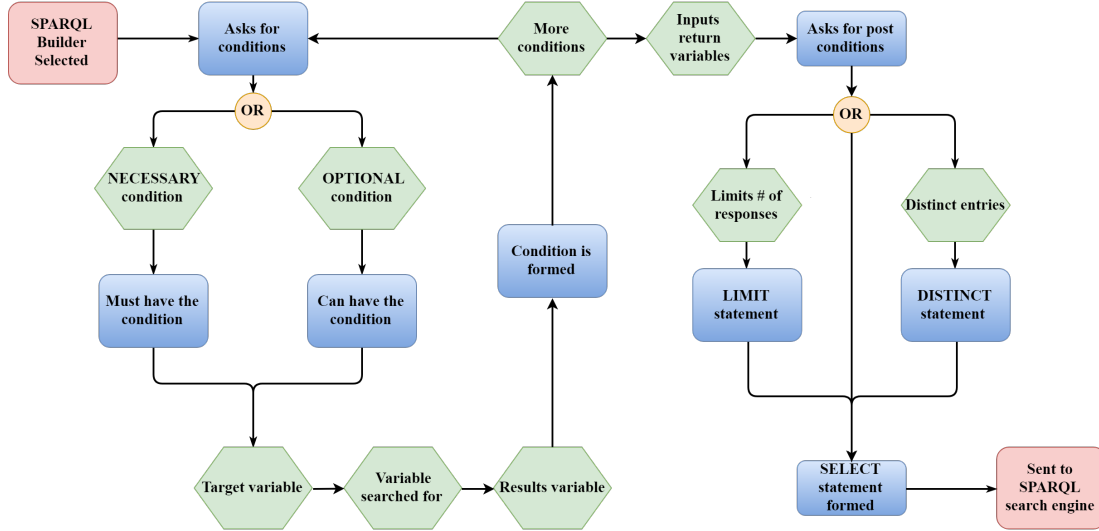 SPARQL
Builder
Selected
Asks for
conditions
More
conditions
Inputs
return
variables
Asks for post
conditions
OR
OR
NECESSARY
condition
OPTIONAL
condition
Limits # of
responses
Distinct entries
Must have the
condition
Can have the
condition
Condition is
formed
LIMIT
statement
DISTINCT
statement
Target variable
Variable
searched for
Results variable
SELECT
statement
formed
Sent to
SPARQL
search engine